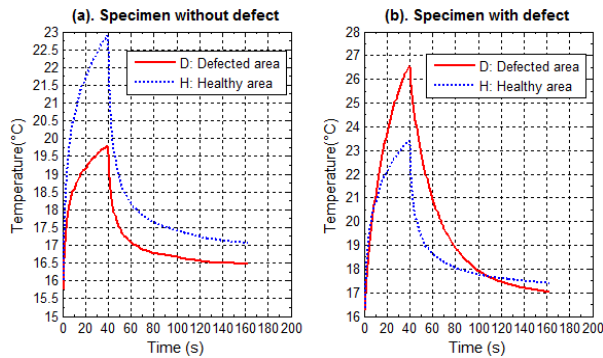 (a). Specimen without defect
23
22.5
22
21.5
21
20.5
20
19.5
19
18.5
18
17.5
17
16.5
16
15.5
15
Temperature(°C)
D: Defected area
H: Healthy area
0 20 40 60 80 100 120 140 160 180 200
Time (s)
(b). Specimen with defect
28
27
26
25
24
23
22
21
20
19
18
17
16
Temperature(°C)
D: Defected area
H: Healthy area
0 20 40 60 80 100 120 140 160 180 200
Time (s)